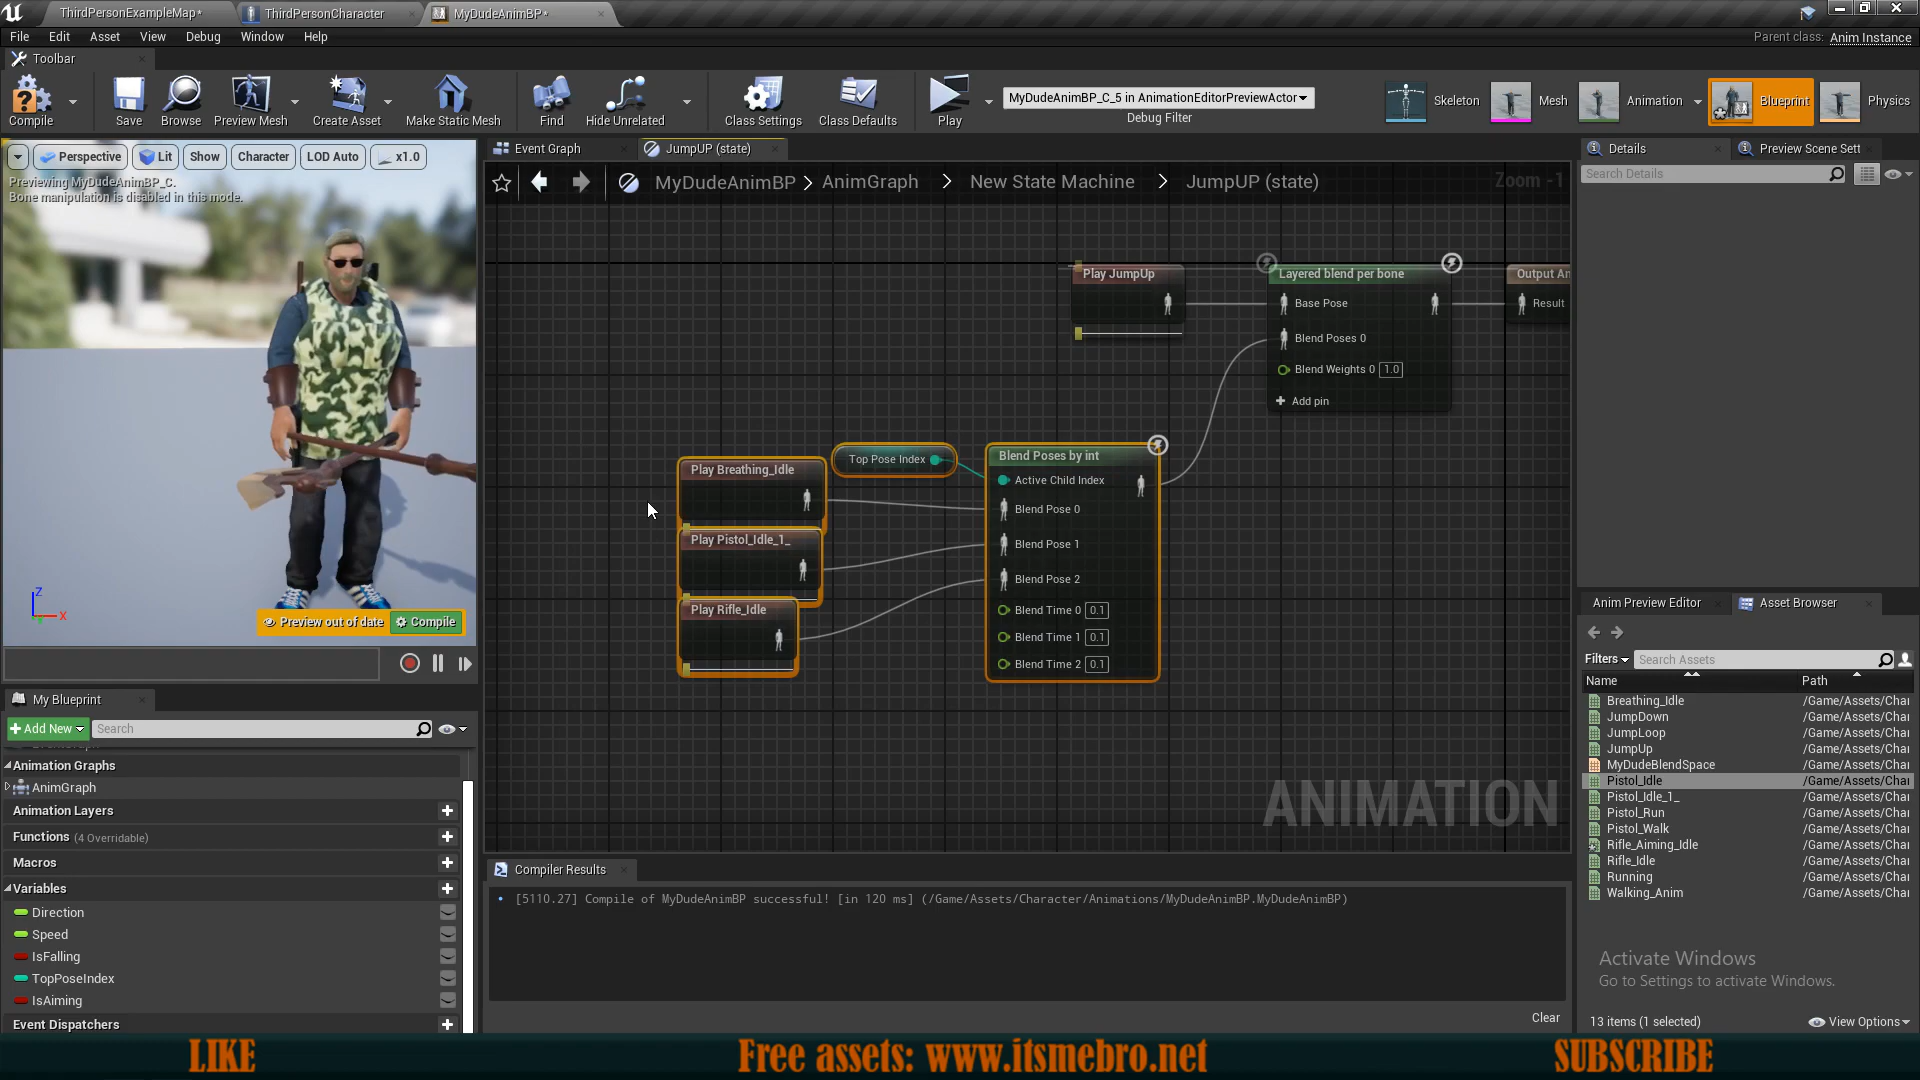 ThirdPersonExampleMap*
ThirdPersonCharacter
MyDudeAnimBP*
File Edit Asset View Debug Window Help
Parent class: Anim Instance
Toolbar
Compile
Save
Browse
Preview Mesh
Create Asset
Make Static Mesh
Find
Hide Unrelated
Class Settings
Class Defaults
Play
MyDudeAnimBP_C_5 in AnimationEditorPreviewActor
Debug Filter
Skeleton
Mesh
Animation
Blueprint
Physics
Perspective
Lit
Show
Character
LOD Auto
x1.0
Previewing MyDudeAnimBP_C.
Bone manipulation is disabled in this mode.
Z
X
Preview out of date
Compile
Event Graph
JumpUP (state)
MyDudeAnimBP > AnimGraph > New State Machine > JumpUP (state)
Zoom -1
Play JumpUp
Layered blend per bone
Base Pose
Blend Poses 0
Blend Weights 0 1.0
Add pin
Output An
Result
Play Breathing_Idle
Play Pistol_Idle_1_
Play Rifle_Idle
Top Pose Index
Blend Poses by int
Active Child Index
Blend Pose 0
Blend Pose 1
Blend Pose 2
Blend Time 0 0.1
Blend Time 1 0.1
Blend Time 2 0.1
ANIMATION
My Blueprint
Add New
Search
Animation Graphs
AnimGraph
Animation Layers
Functions (4 Overridable)
Macros
Variables
Direction
Speed
IsFalling
TopPoseIndex
IsAiming
Event Dispatchers
Compiler Results
[5110.27] Compile of MyDudeAnimBP successful! [in 120 ms] (/Game/Assets/Character/Animations/MyDudeAnimBP.MyDudeAnimBP)
Clear
Details
Preview Scene Sett
Search Details
Anim Preview Editor
Asset Browser
Filters
Search Assets
Name Path
Breathing_Idle /Game/Assets/Char
JumpDown /Game/Assets/Char
JumpLoop /Game/Assets/Char
JumpUp /Game/Assets/Char
MyDudeBlendSpace /Game/Assets/Char
Pistol_Idle /Game/Assets/Char
Pistol_Idle_1_ /Game/Assets/Char
Pistol_Run /Game/Assets/Char
Pistol_Walk /Game/Assets/Char
Rifle_Aiming_Idle /Game/Assets/Char
Rifle_Idle /Game/Assets/Char
Running /Game/Assets/Char
Walking_Anim /Game/Assets/Char
Activate Windows
Go to Settings to activate Windows.
13 items (1 selected)
View Options
LIKE
Free assets: www.itsmebro.net
SUBSCRIBE